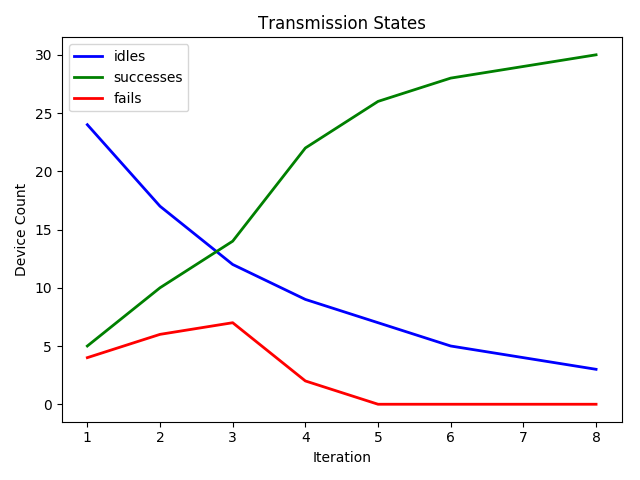 Transmission States
idles
successes
fails
30
25
20
15
10
5
0
Device Count
1 2 3 4 5 6 7 8
Iteration